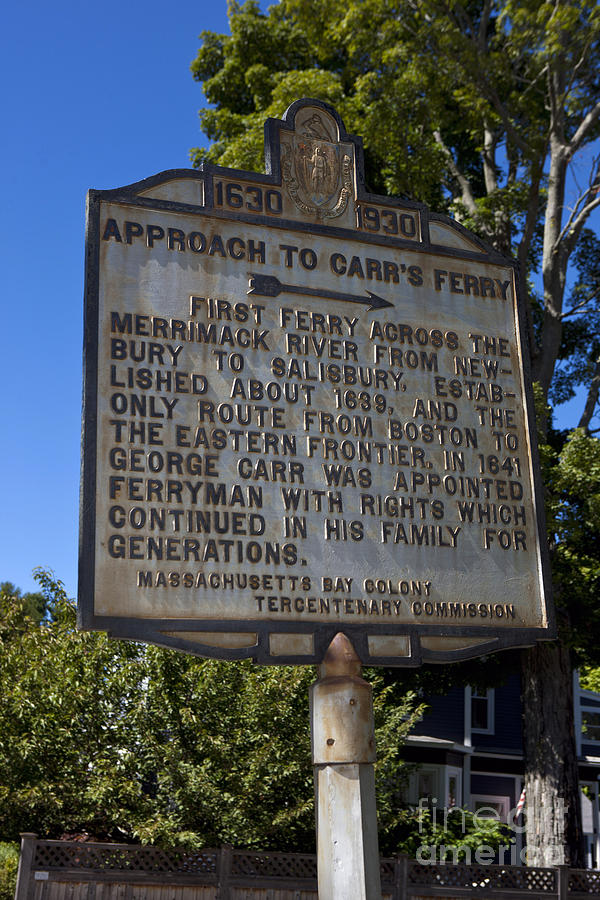 1630 1930
APPROACH TO CARR'S FERRY
FIRST FERRY ACROSS THE
MERRIMACK RIVER FROM NEW-
BURY TO SALISBURY, ESTAB-
LISHED ABOUT 1639, AND THE
ONLY ROUTE FROM BOSTON TO
THE EASTERN FRONTIER. IN 1641
GEORGE CARR WAS APPOINTED
FERRYMAN WITH RIGHTS WHICH
CONTINUED IN HIS FAMILY FOR
GENERATIONS.
MASSACHUSETTS BAY COLONY
TERCENTENARY COMMISSION
fineart
america